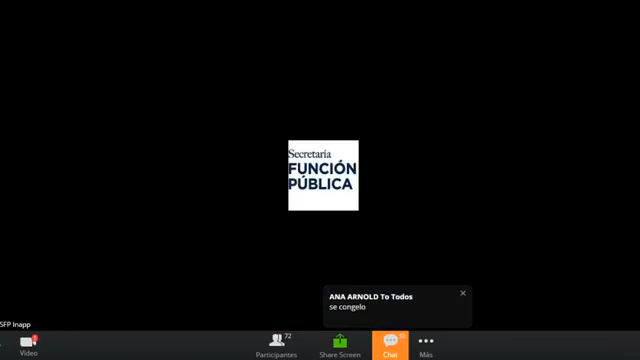 Secretaría
FUNCIÓN
PÚBLICA
ANA ARNOLD To Todos
se congelo
SFP Inapp
72
Video
Participantes
Share Screen
Chat
Más